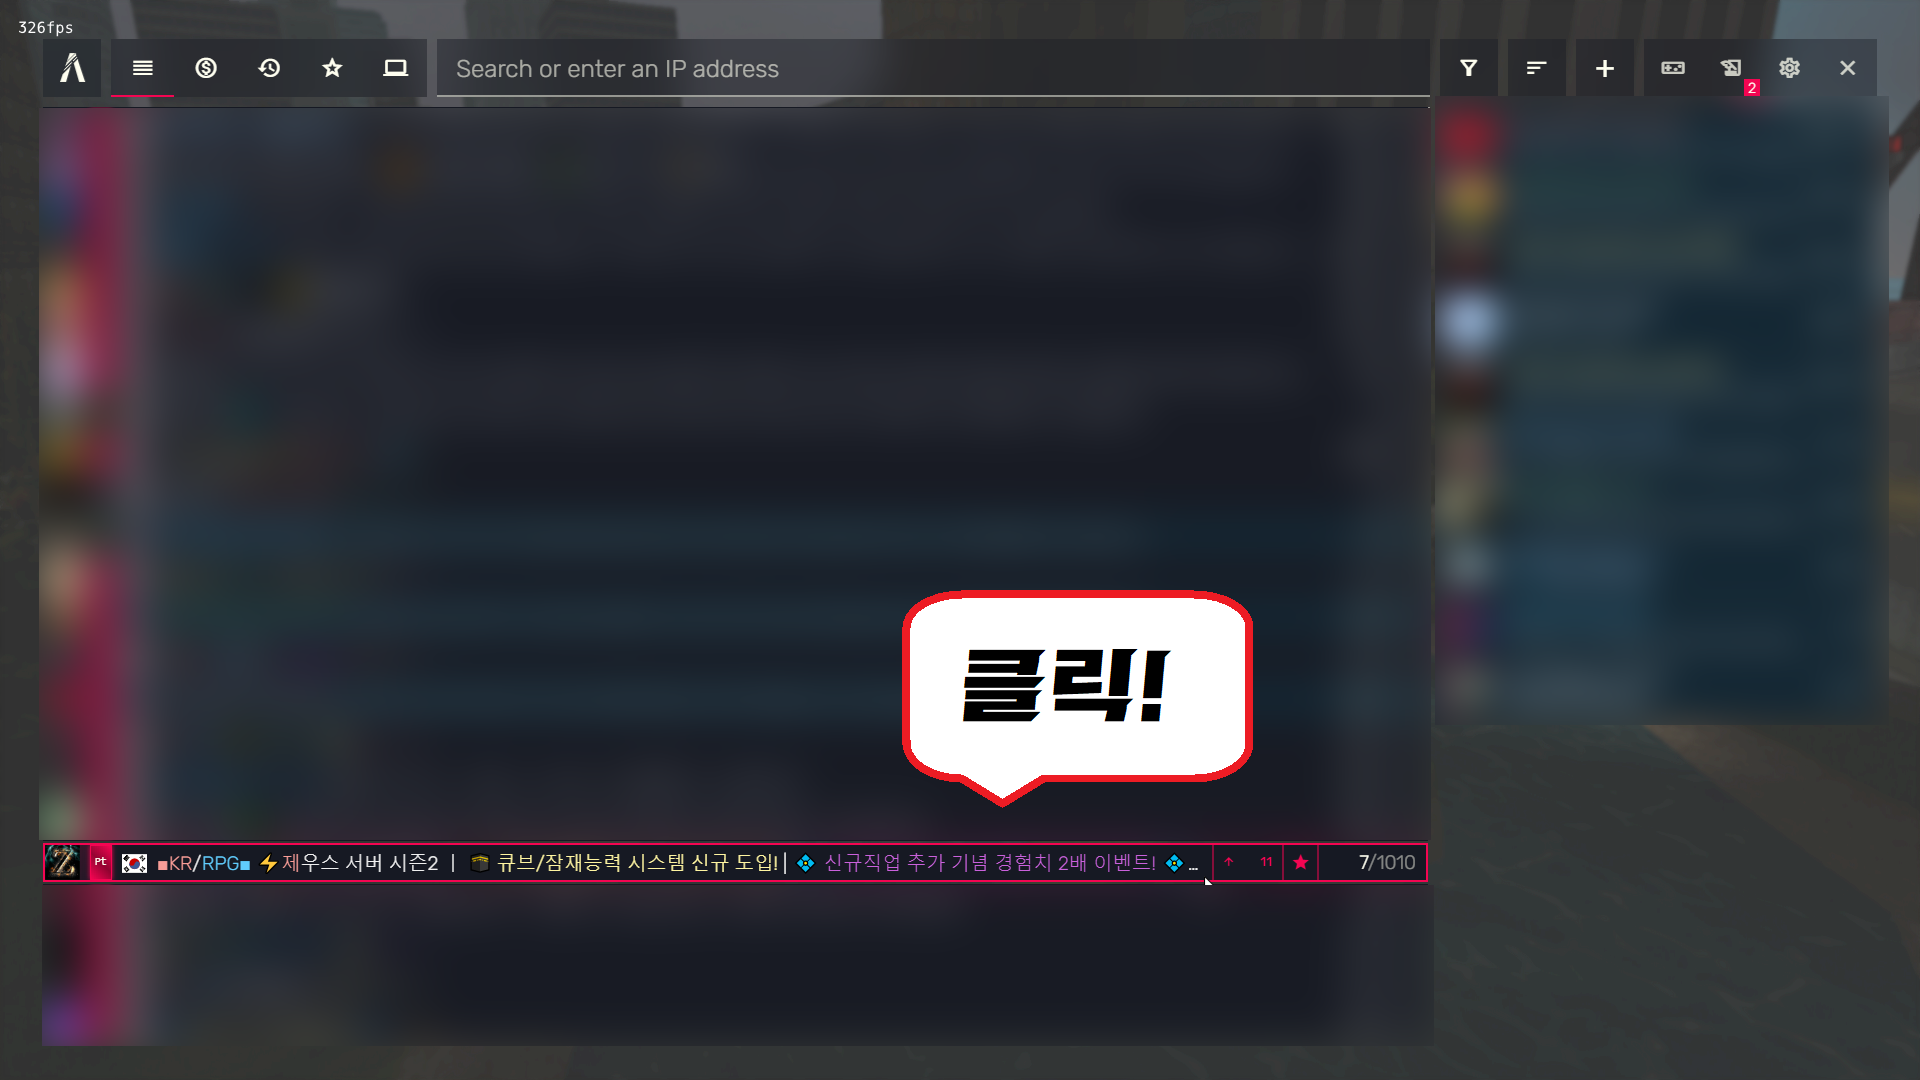 326fps
Search or enter an IP address
2
클릭!
Pt ■KR/RPG■ ⚡제우스 서버 시즌2 | 큐브/잠재능력 시스템 신규 도입! | 💠 신규직업 추가 기념 경험치 2배 이벤트! 💠 ... ↑ 11 ★ 7/1010